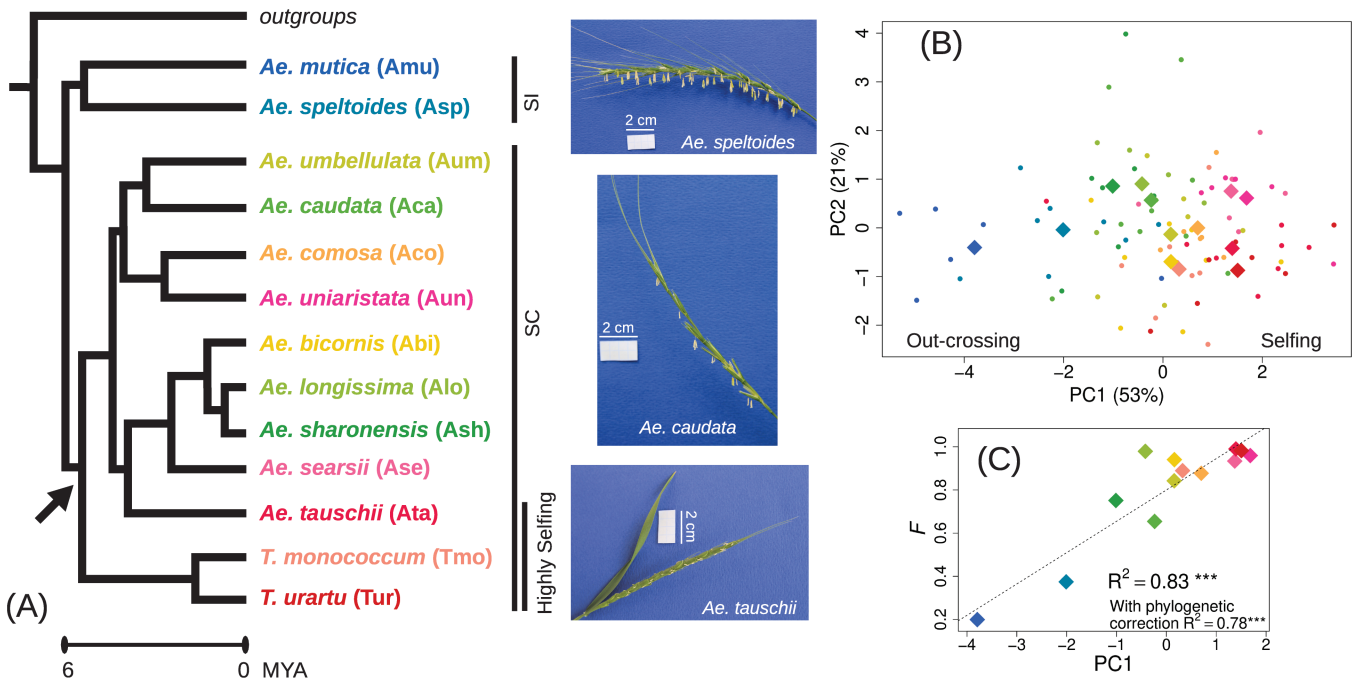 outgroups
Ae. mutica (Amu)
Ae. speltoides (Asp)
Ae. umbellulata (Aum)
Ae. caudata (Aca)
Ae. comosa (Aco)
Ae. uniaristata (Aun)
Ae. bicornis (Abi)
Ae. longissima (Alo)
Ae. sharonensis (Ash)
Ae. searsii (Ase)
Ae. tauschii (Ata)
T. monococcum (Tmo)
T. urartu (Tur)
SI
SC
Highly Selfing
(A)
6 0 MYA
2 cm
Ae. speltoides
2 cm
Ae. caudata
2 cm
Ae. tauschii
(B)
PC2 (21%)
4
3
2
1
0
−1
−2
Out-crossing Selfing
−4 −2 0 2
PC1 (53%)
(C)
F
1.0
0.8
0.6
0.4
0.2
R² = 0.83 ***
With phylogenetic
correction R² = 0.78***
−4 −3 −2 −1 0 1 2
PC1